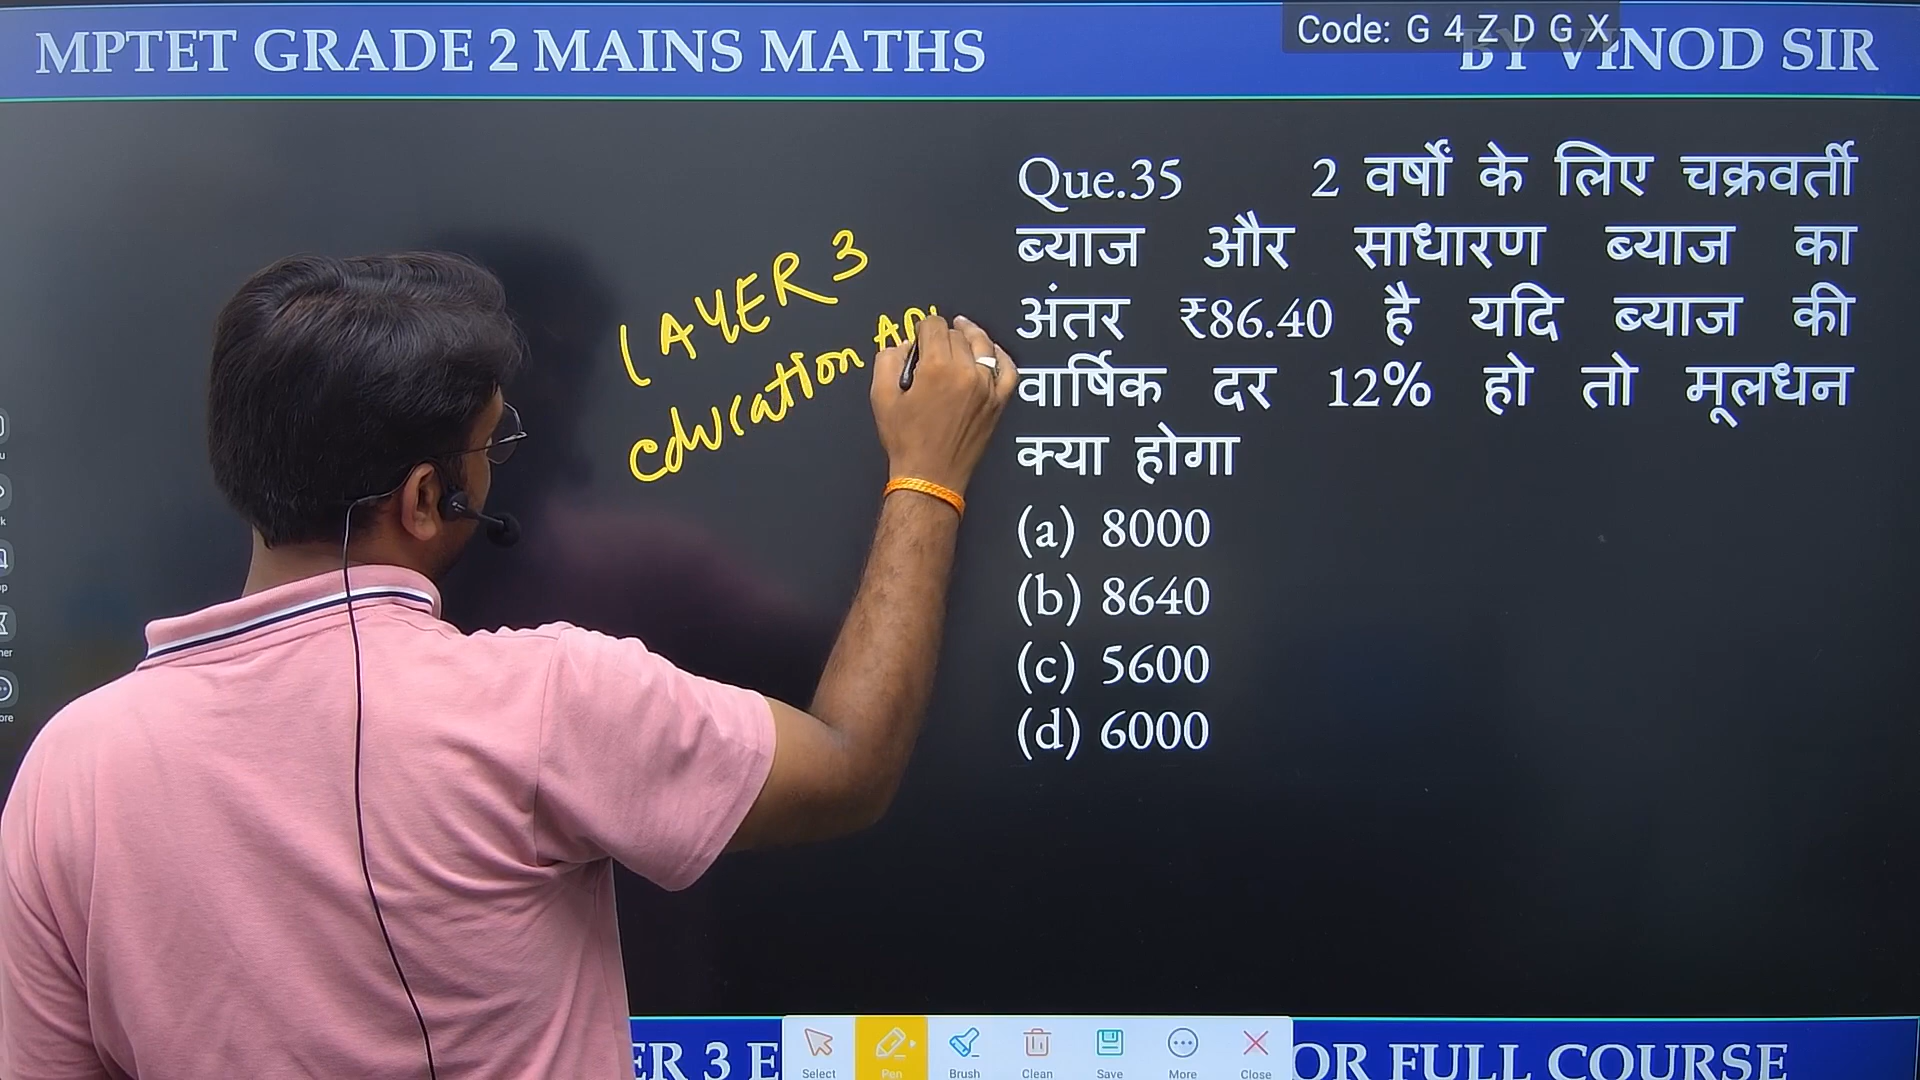 MPTET GRADE 2 MAINS MATHS
Code: G 4 Z D G X
BY VINOD SIR
Que.35 2 वर्षों के लिए चक्रवर्ती
ब्याज और साधारण ब्याज का
अंतर ₹86.40 है यदि ब्याज की
वार्षिक दर 12% हो तो मूलधन
क्या होगा
(a) 8000
(b) 8640
(c) 5600
(d) 6000
LAYER 3
education
ER 3 E
OR FULL COURSE
Select
Pen
Brush
Clean
Save
More
Close